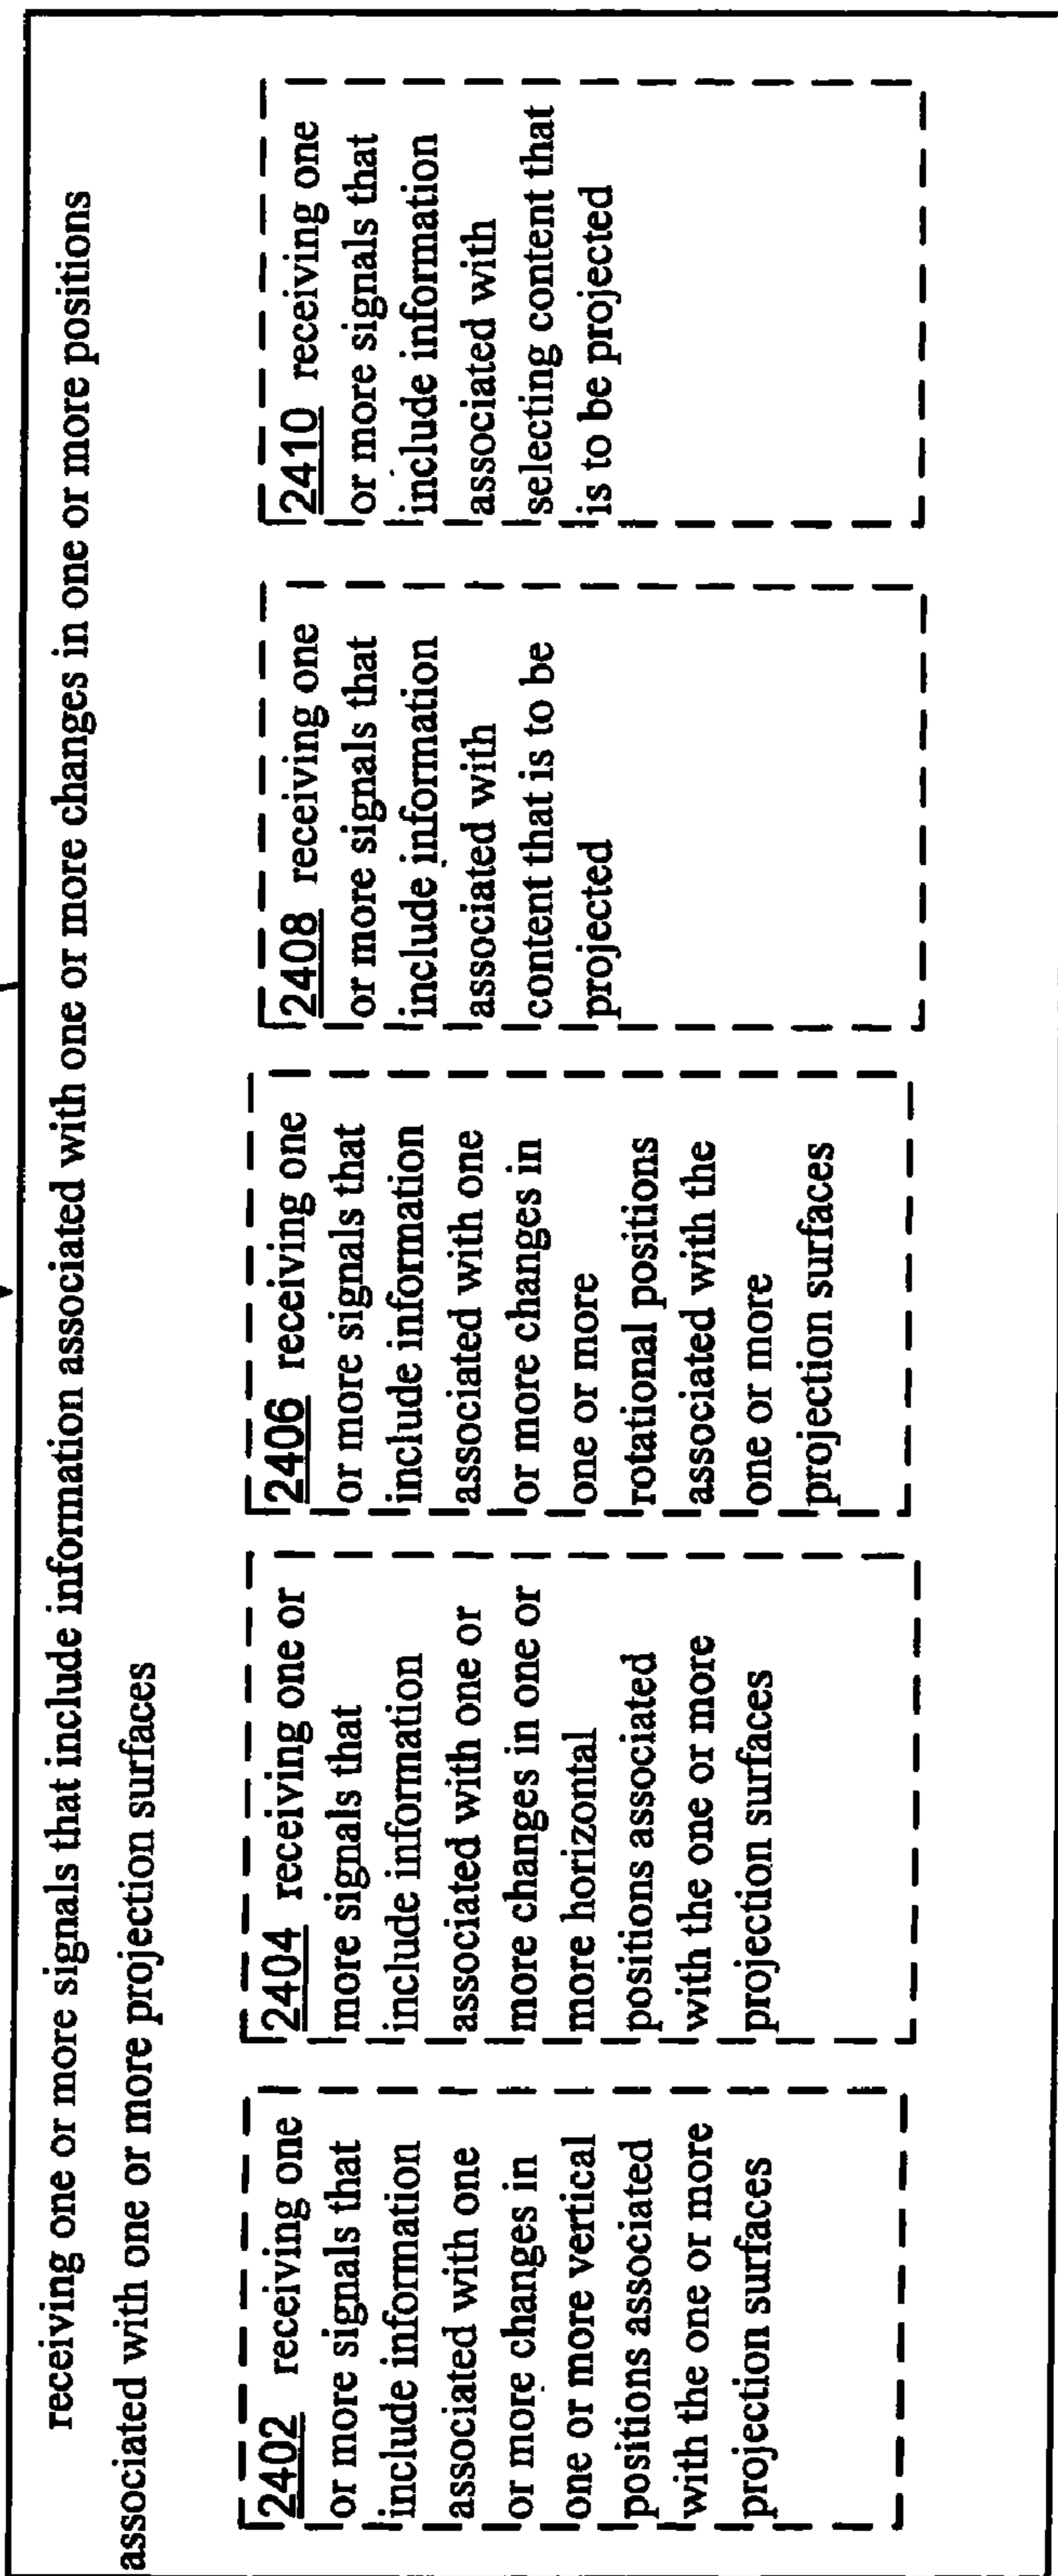 receiving one or more signals that include information associated with one or more changes in one or more positions
associated with one or more projection surfaces
2402 receiving one
or more signals that
include information
associated with one
or more changes in
one or more vertical
positions associated
with the one or more
projection surfaces
2404 receiving one or
more signals that
include information
associated with one or
more changes in one or
more horizontal
positions associated
with the one or more
projection surfaces
2406 receiving one
or more signals that
include information
associated with one
or more changes in
one or more
rotational positions
associated with the
one or more
projection surfaces
2408 receiving one
or more signals that
include information
associated with
content that is to be
projected
2410 receiving one
or more signals that
include information
associated with
selecting content that
is to be projected